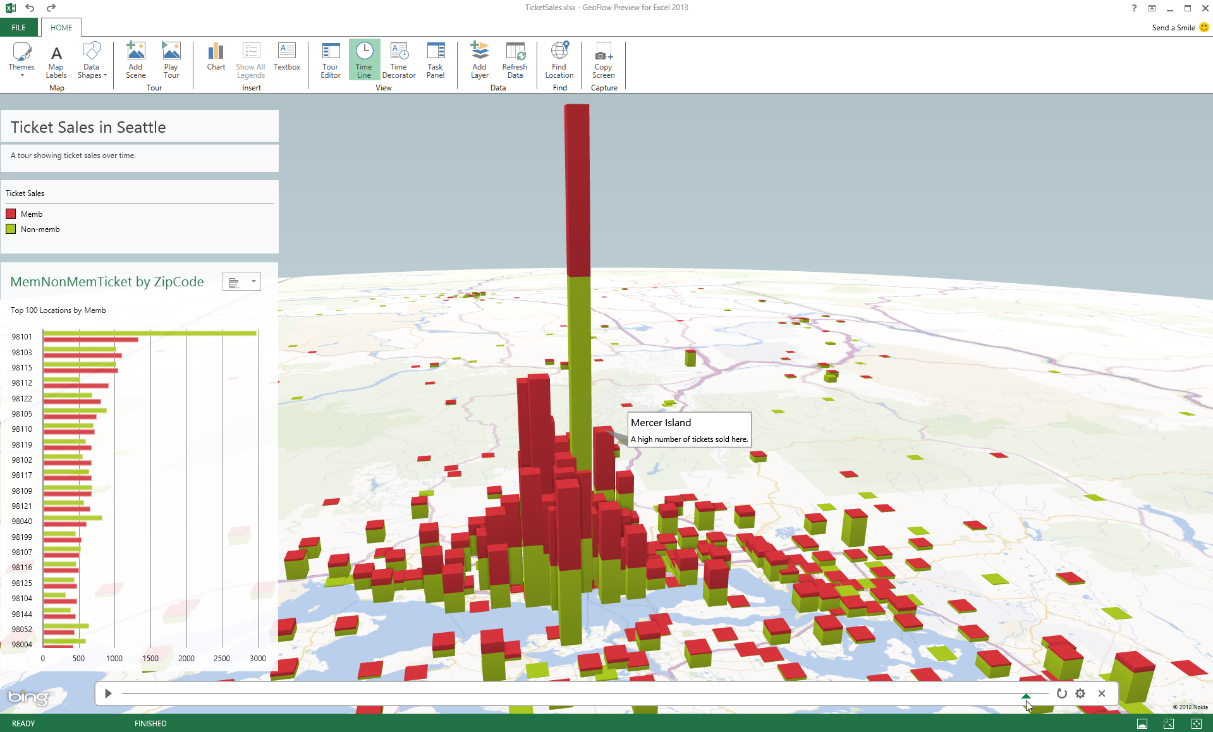 TicketSales.xlsx - GeoFlow Preview for Excel 2013
FILE
HOME
Send a Smile
Themes
Map Labels
Data Shapes
Map
Add Scene
Play Tour
Tour
Chart
Show All Legends
Textbox
Insert
Tour Editor
Time Line
Time Decorator
Task Panel
View
Add Layer
Refresh Data
Data
Find Location
Find
Copy Screen
Capture
Ticket Sales in Seattle
A tour showing ticket sales over time.
Ticket Sales
Memb
Non-memb
MemNonMemTicket by ZipCode
Top 100 Locations by Memb
98101
98103
98115
98112
98122
98105
98110
98119
98102
98117
98109
98121
98040
98199
98107
98116
98125
98104
98144
98052
98004
0 500 1000 1500 2000 2500 3000
Mercer Island
A high number of tickets sold here.
bing
© 2012 Nokia
READY
FINISHED